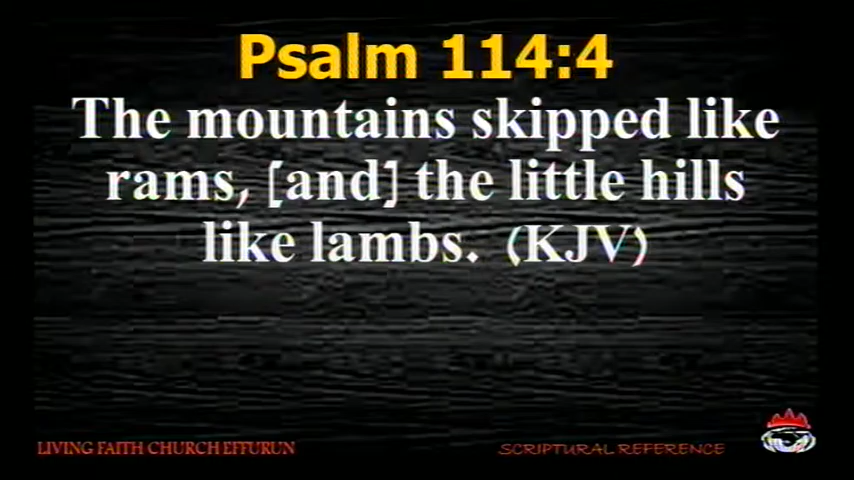 Psalm 114:4
The mountains skipped like
rams, [and] the little hills
like lambs. (KJV)
LIVING FAITH CHURCH EFFURUN
SCRIPTURAL REFERENCE